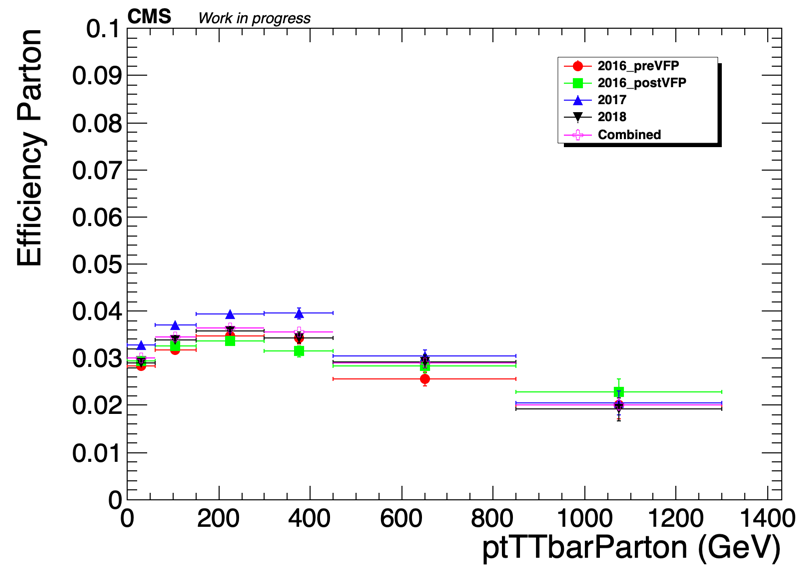 CMS Work in progress
0.1
0.09
0.08
0.07
0.06
0.05
0.04
0.03
0.02
0.01
0
Efficiency Parton
2016_preVFP
2016_postVFP
2017
2018
Combined
0 200 400 600 800 1000 1200 1400
ptTTbarParton (GeV)